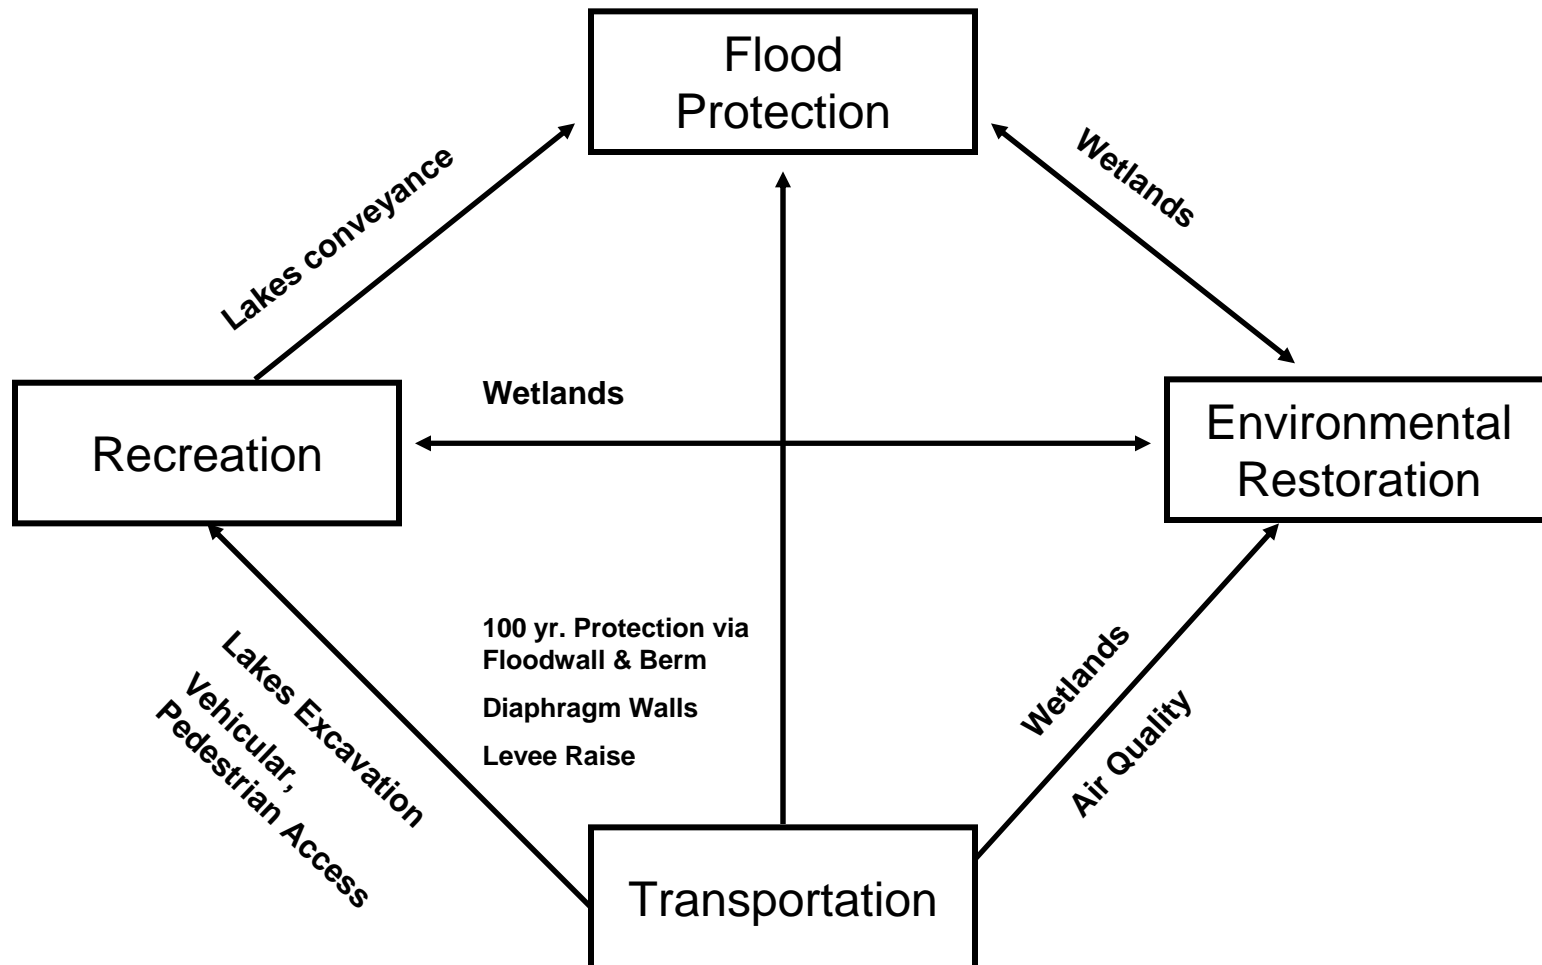 Flood
Protection
Lakes conveyance
Wetlands
Wetlands
Recreation
Environmental
Restoration
100 yr. Protection via
Floodwall & Berm
Diaphragm Walls
Levee Raise
Lakes Excavation
Vehicular,
Pedestrian Access
Wetlands
Air Quality
Transportation